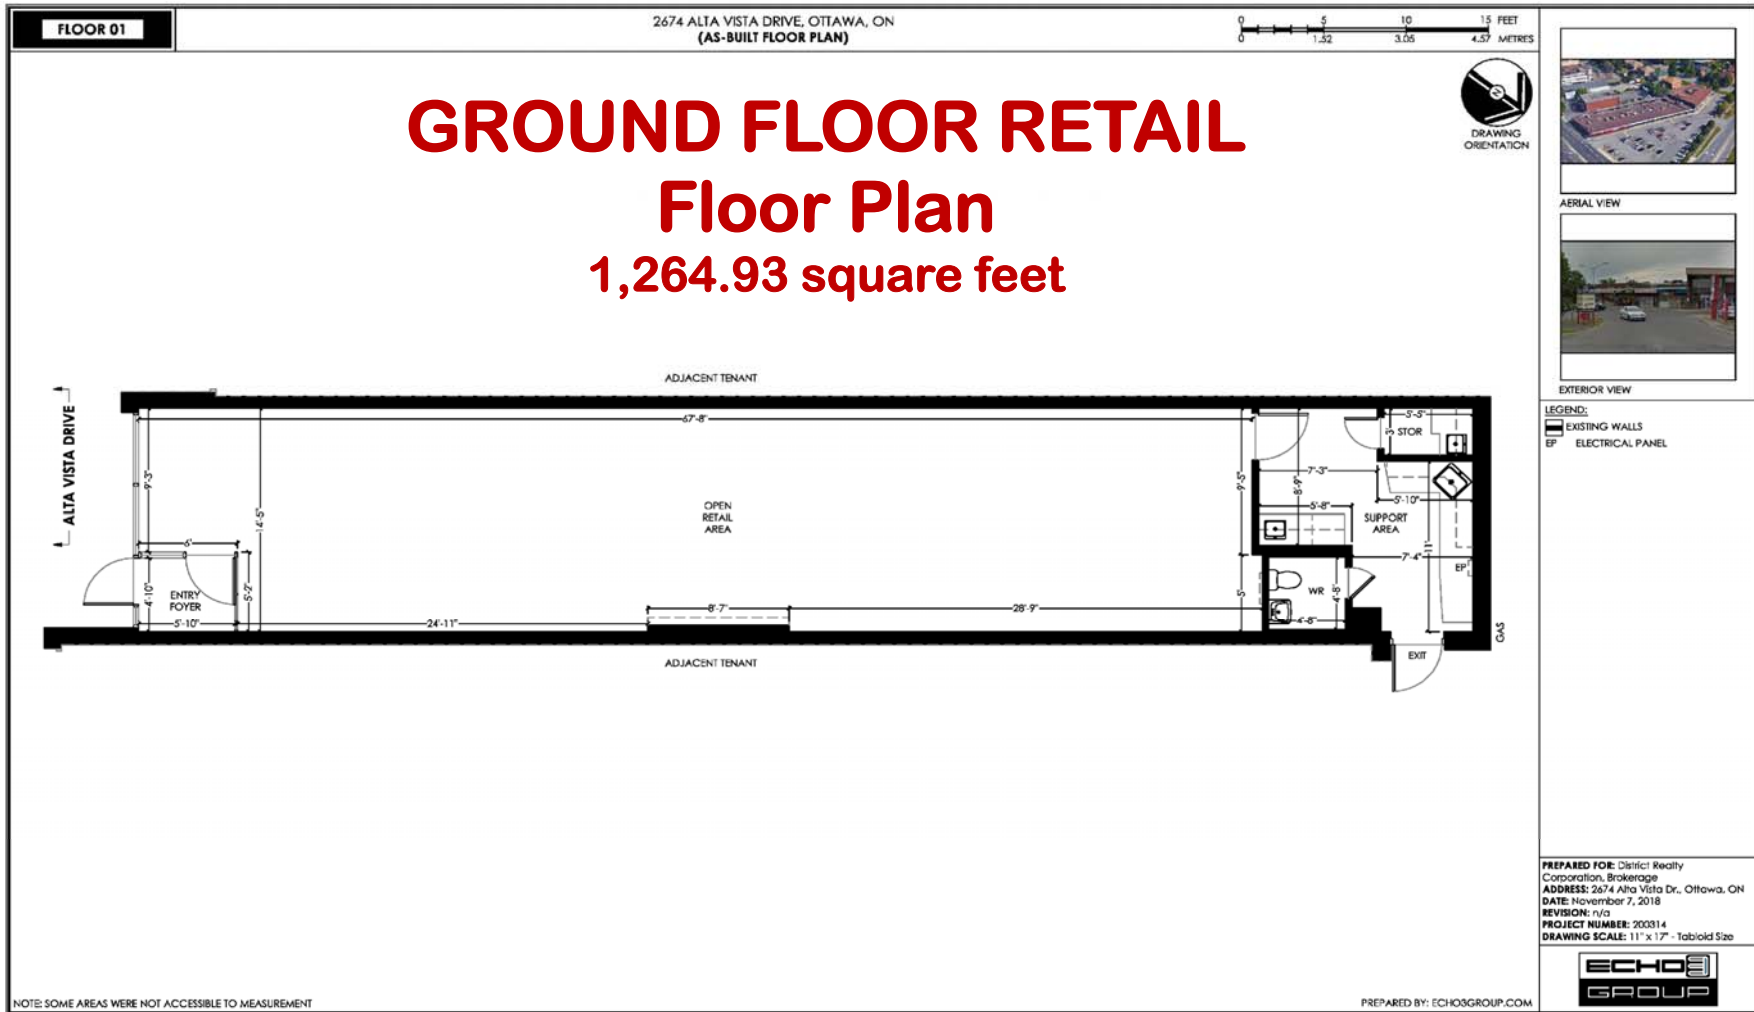 FLOOR 01
2674 ALTA VISTA DRIVE, OTTAWA, ON
(AS-BUILT FLOOR PLAN)
0 5 10 15 FEET
0 1.52 3.05 4.57 METRES
N
DRAWING
ORIENTATION
GROUND FLOOR RETAIL
Floor Plan
1,264.93 square feet
AERIAL VIEW
EXTERIOR VIEW
LEGEND:
EXISTING WALLS
EP ELECTRICAL PANEL
ADJACENT TENANT
ALTA VISTA DRIVE
67'-8"
9'-3"
14'-5"
6'
5'-2"
4'-10"
ENTRY
FOYER
5'-10"
24'-11"
OPEN
RETAIL
AREA
8'-7"
28'-9"
9'-5"
5'
5'-5"
3'
STOR
7'-3"
8'-9"
5'-10"
5'-8"
SUPPORT
AREA
11'
7'-4"
EP
WR
4'-8"
4'-8"
GAS
EXIT
ADJACENT TENANT
PREPARED FOR: District Realty
Corporation, Brokerage
ADDRESS: 2674 Alta Vista Dr., Ottawa, ON
DATE: November 7, 2018
REVISION: n/a
PROJECT NUMBER: 200314
DRAWING SCALE: 11" x 17" - Tabloid Size
ECHO3
GROUP
NOTE: SOME AREAS WERE NOT ACCESSIBLE TO MEASUREMENT
PREPARED BY: ECHO3GROUP.COM